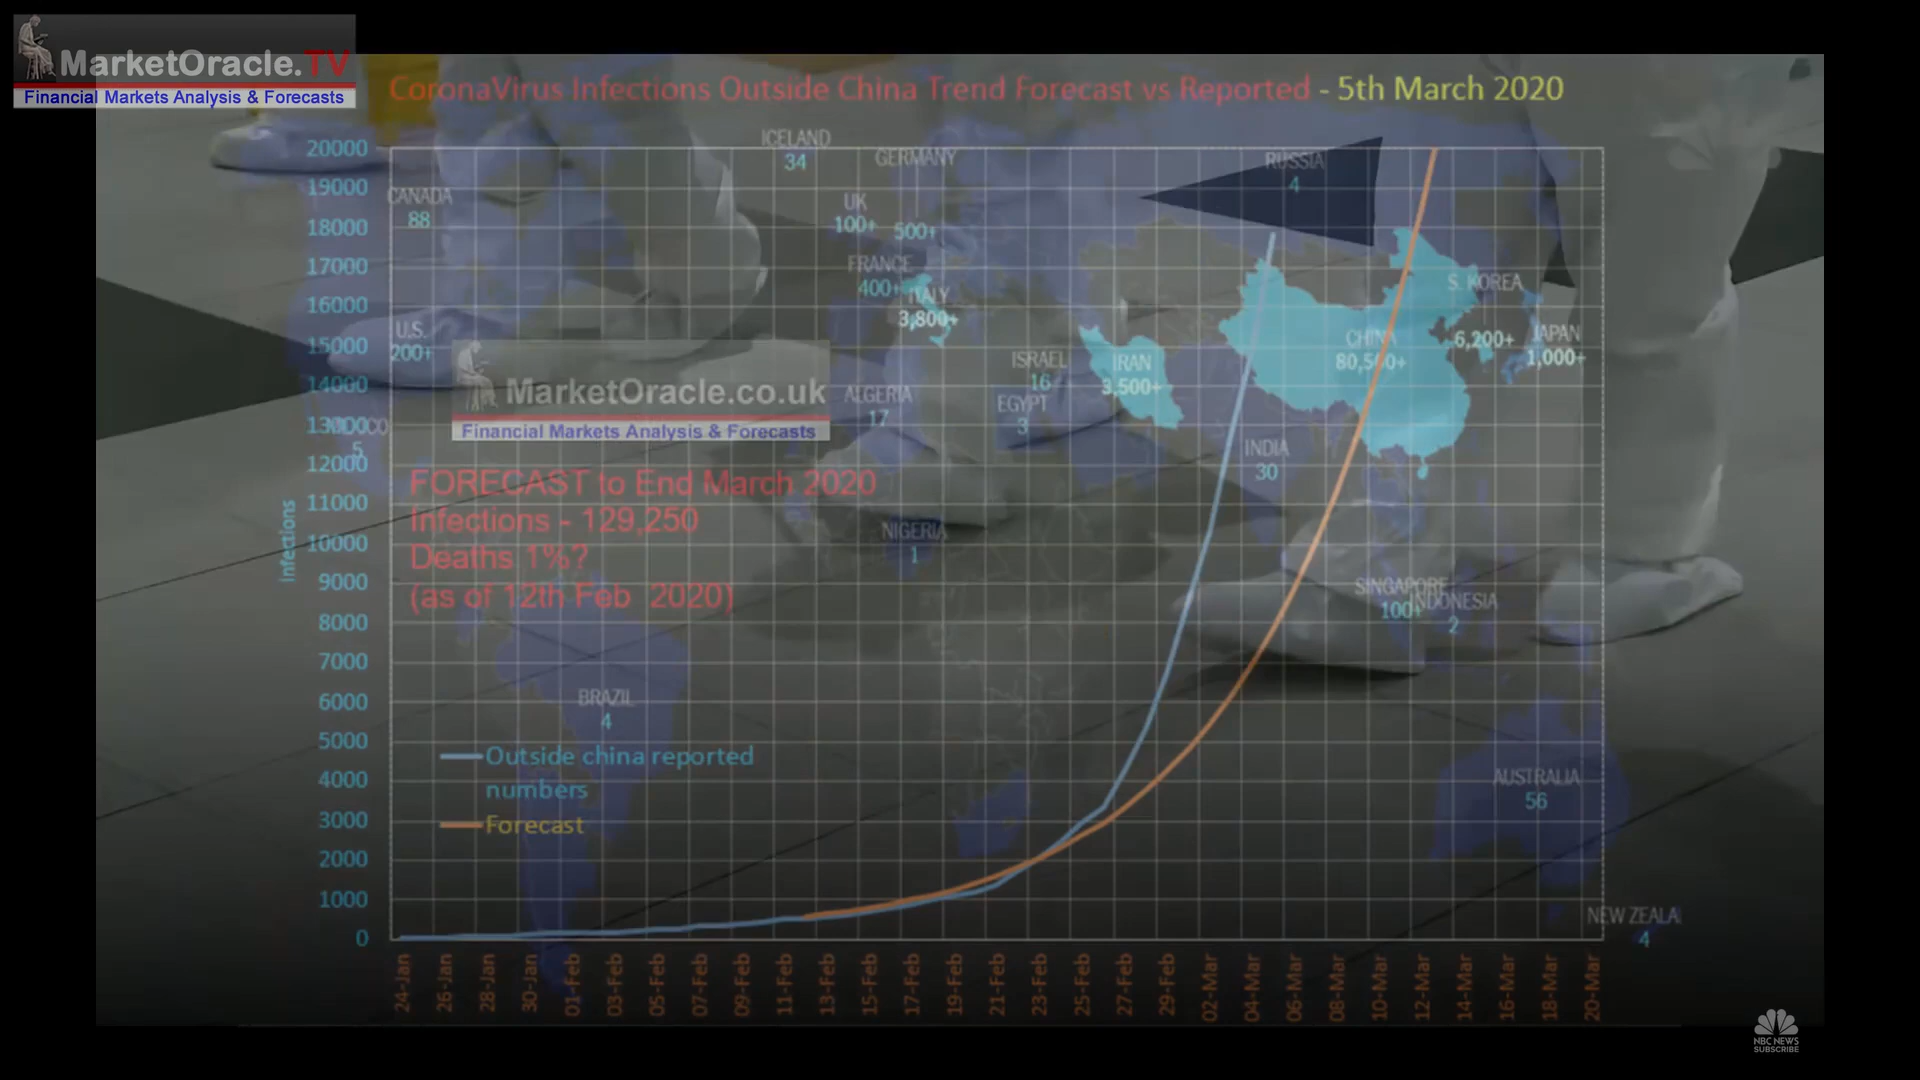 MarketOracle.TV
Financial Markets Analysis & Forecasts
CoronaVirus Infections Outside China Trend Forecast vs Reported - 5th March 2020
20000
19000
18000
17000
16000
15000
14000
13000
12000
11000
10000
9000
8000
7000
6000
5000
4000
3000
2000
1000
0
Infections
ICELAND
34
GERMANY
500+
RUSSIA
4
CANADA
88
UK
100+
FRANCE
400+
ITALY
3,800+
S. KOREA
6,200+
JAPAN
1,000+
CHINA
80,500+
U.S.
200+
ISRAEL
16
IRAN
3,500+
MarketOracle.co.uk
Financial Markets Analysis & Forecasts
ALGERIA
17
EGYPT
3
5
INDIA
30
FORECAST to End March 2020
Infections - 129,250
Deaths 1%?
(as of 12th Feb 2020)
NIGERIA
1
SINGAPORE
100+
INDONESIA
2
BRAZIL
4
Outside china reported
numbers
Forecast
AUSTRALIA
56
NEW ZEALA
4
24-Jan
26-Jan
28-Jan
30-Jan
01-Feb
03-Feb
05-Feb
07-Feb
09-Feb
11-Feb
13-Feb
15-Feb
17-Feb
19-Feb
21-Feb
23-Feb
25-Feb
27-Feb
29-Feb
02-Mar
04-Mar
06-Mar
08-Mar
10-Mar
12-Mar
14-Mar
16-Mar
18-Mar
20-Mar
NBC NEWS
SUBSCRIBE